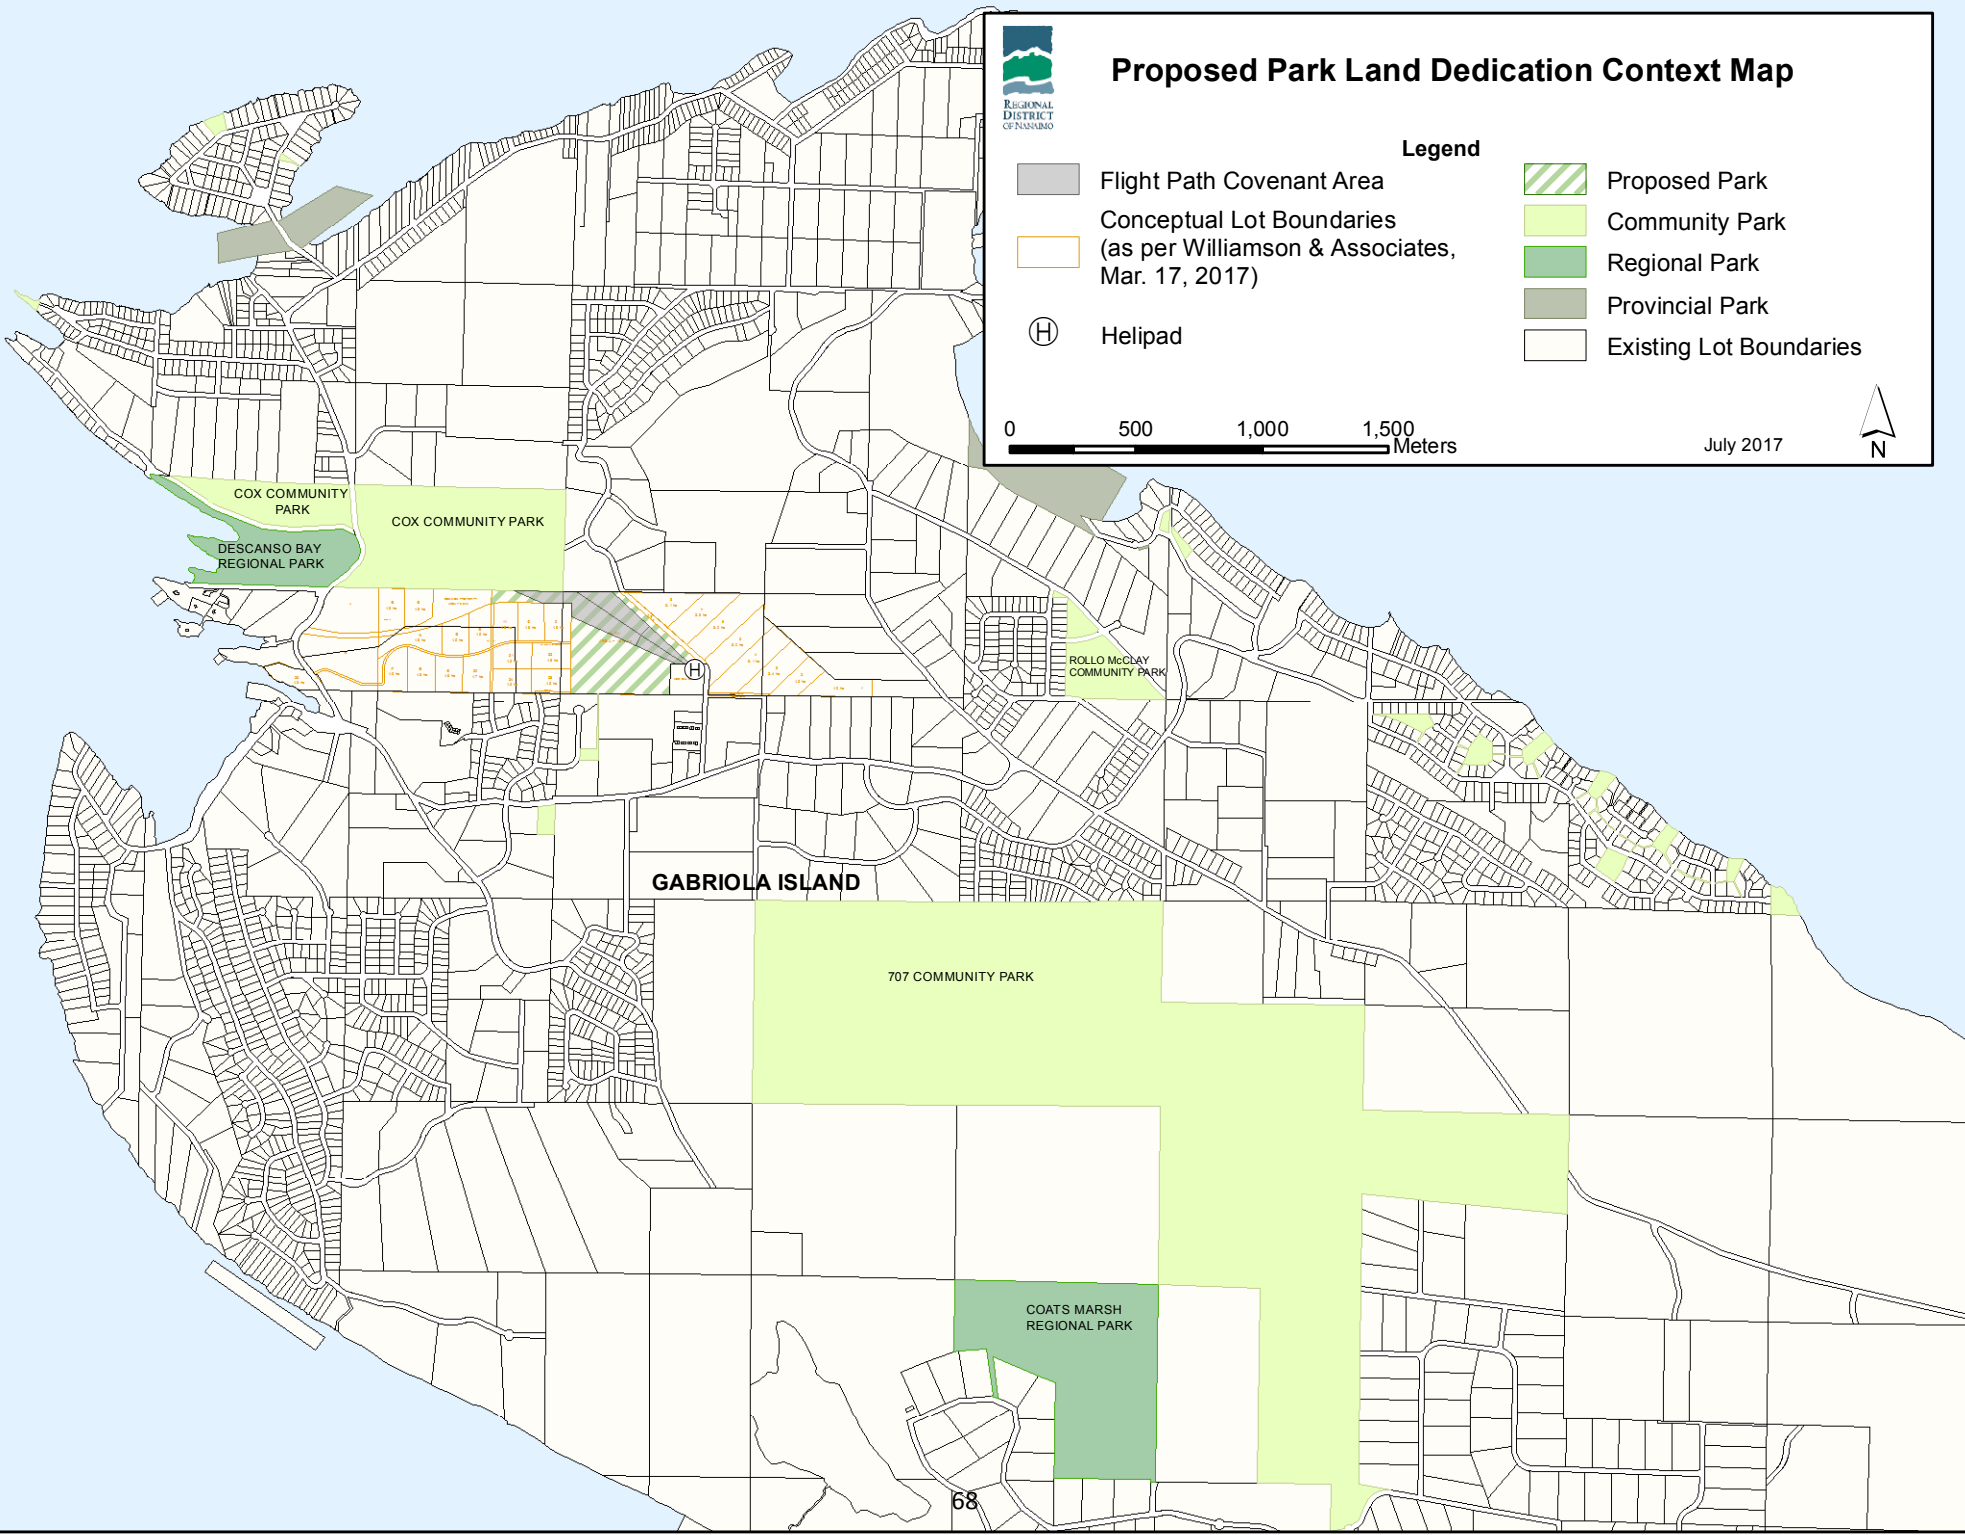 Proposed Park Land Dedication Context Map
REGIONAL
DISTRICT
OF NANAIMO
Legend
Flight Path Covenant Area
Conceptual Lot Boundaries
(as per Williamson & Associates,
Mar. 17, 2017)
H
Helipad
Proposed Park
Community Park
Regional Park
Provincial Park
Existing Lot Boundaries
0 500 1,000 1,500
Meters
July 2017
N
COX COMMUNITY
PARK
COX COMMUNITY PARK
DESCANSO BAY
REGIONAL PARK
H
ROLLO McCLAY
COMMUNITY PARK
GABRIOLA ISLAND
707 COMMUNITY PARK
COATS MARSH
REGIONAL PARK
68